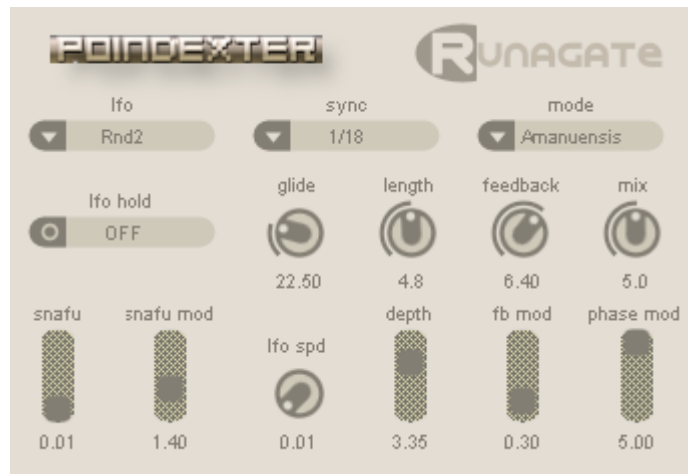 POINDEXTER
RUNAGATE
lfo sync mode
Rnd2 1/18 Amanuensis
glide length feedback mix
lfo hold
OFF
22.50 4.8 6.40 5.0
snafu snafu mod depth fb mod phase mod
lfo spd
0.01 1.40 0.01 3.35 0.30 5.00